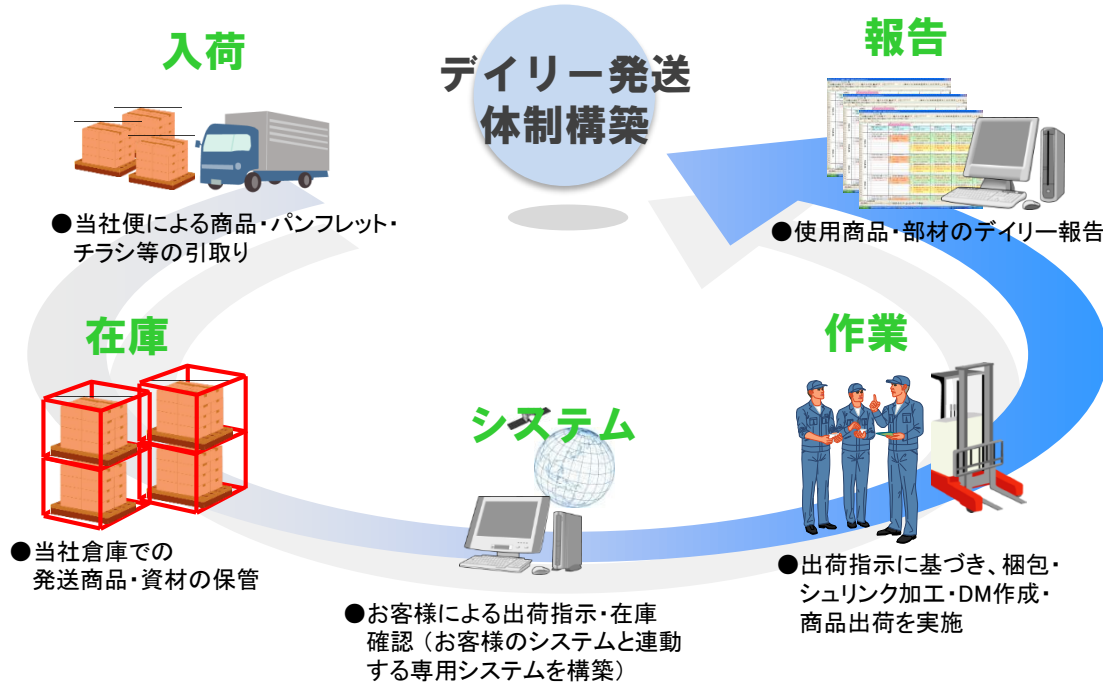 デイリー発送
体制構築
入荷
●当社便による商品・パンフレット・
チラシ等の引取り
在庫
●当社倉庫での
発送商品・資材の保管
システム
●お客様による出荷指示・在庫
確認（お客様のシステムと連動
する専用システムを構築）
作業
●出荷指示に基づき、梱包・
シュリンク加工・DM作成・
商品出荷を実施
報告
●使用商品・部材のデイリー報告